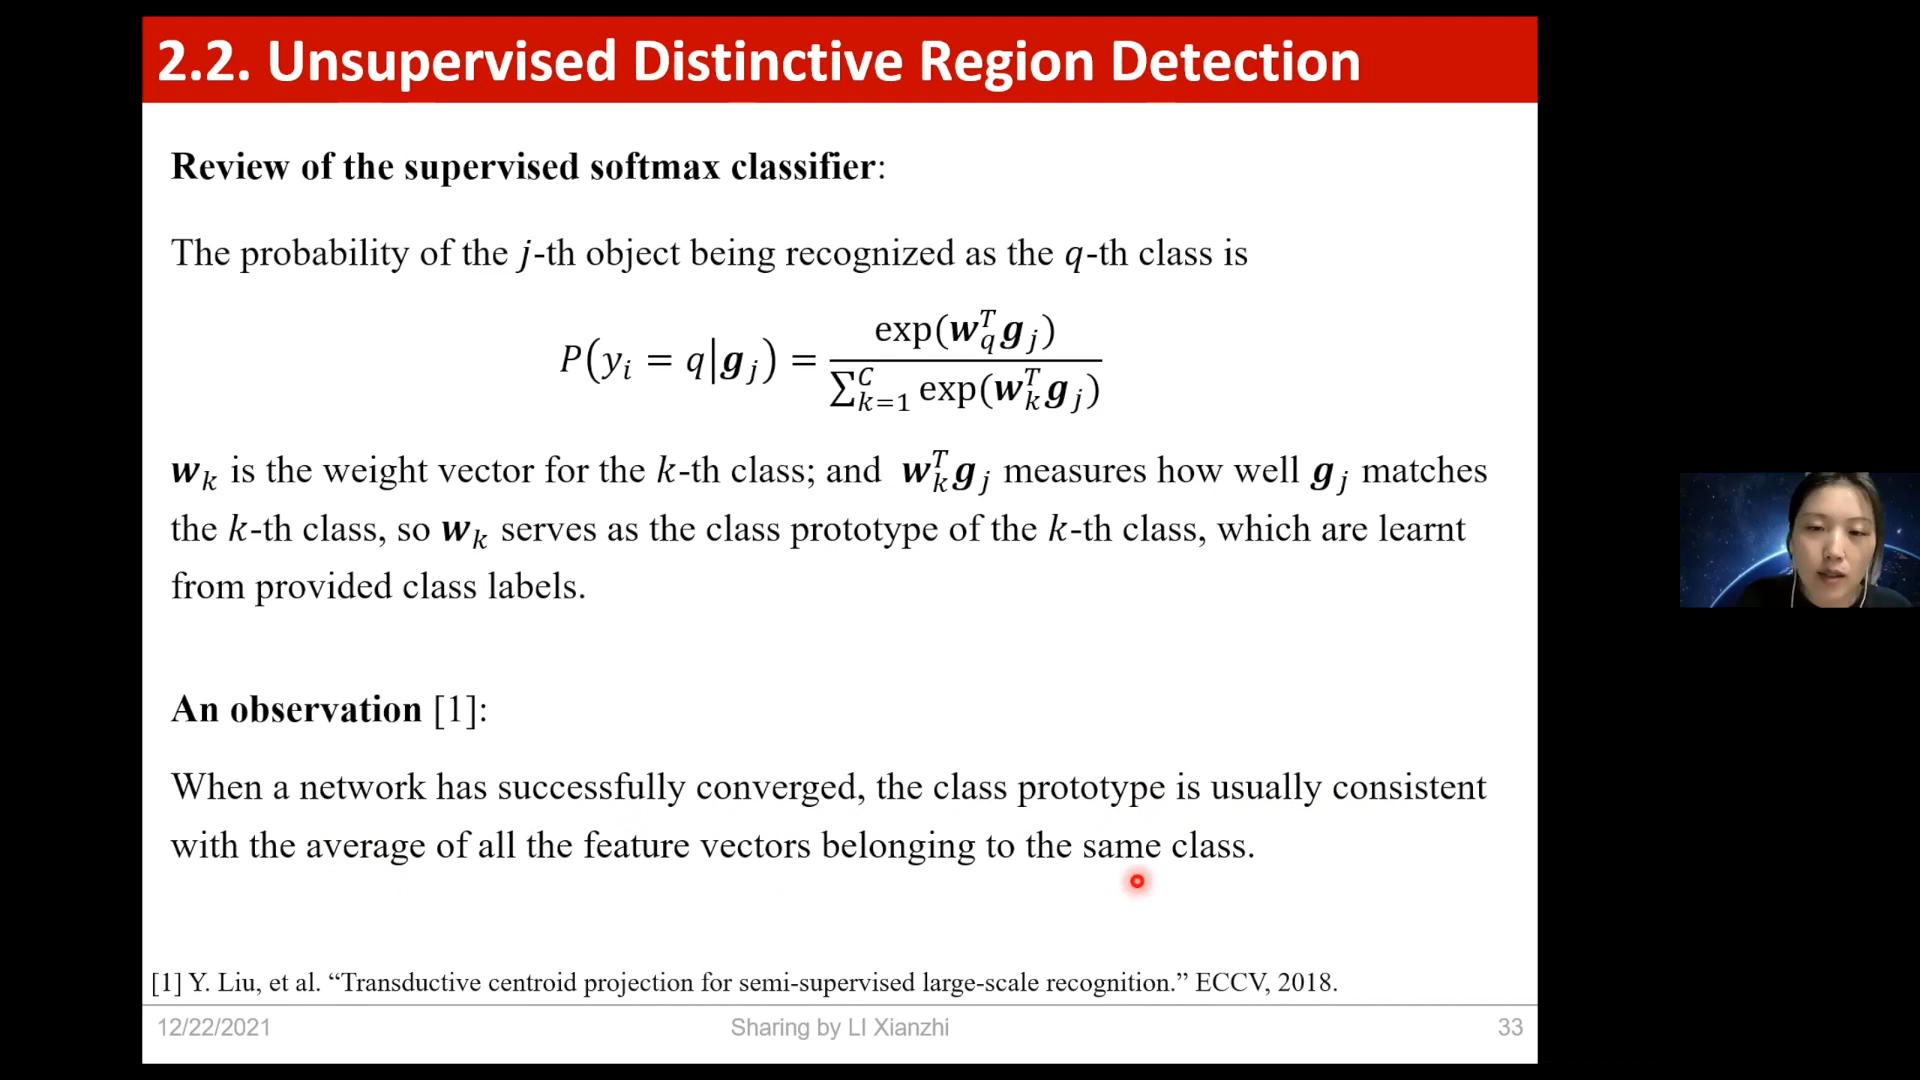 2.2. Unsupervised Distinctive Region Detection
Review of the supervised softmax classifier:
The probability of the j-th object being recognized as the q-th class is
P(y_i = q|g_j) = \frac{exp(w_q^T g_j)}{\sum_{k=1}^C exp(w_k^T g_j)}
w_k is the weight vector for the k-th class; and w_k^T g_j measures how well g_j matches
the k-th class, so w_k serves as the class prototype of the k-th class, which are learnt
from provided class labels.
An observation [1]:
When a network has successfully converged, the class prototype is usually consistent
with the average of all the feature vectors belonging to the same class.
[1] Y. Liu, et al. “Transductive centroid projection for semi-supervised large-scale recognition.” ECCV, 2018.
12/22/2021 Sharing by LI Xianzhi 33